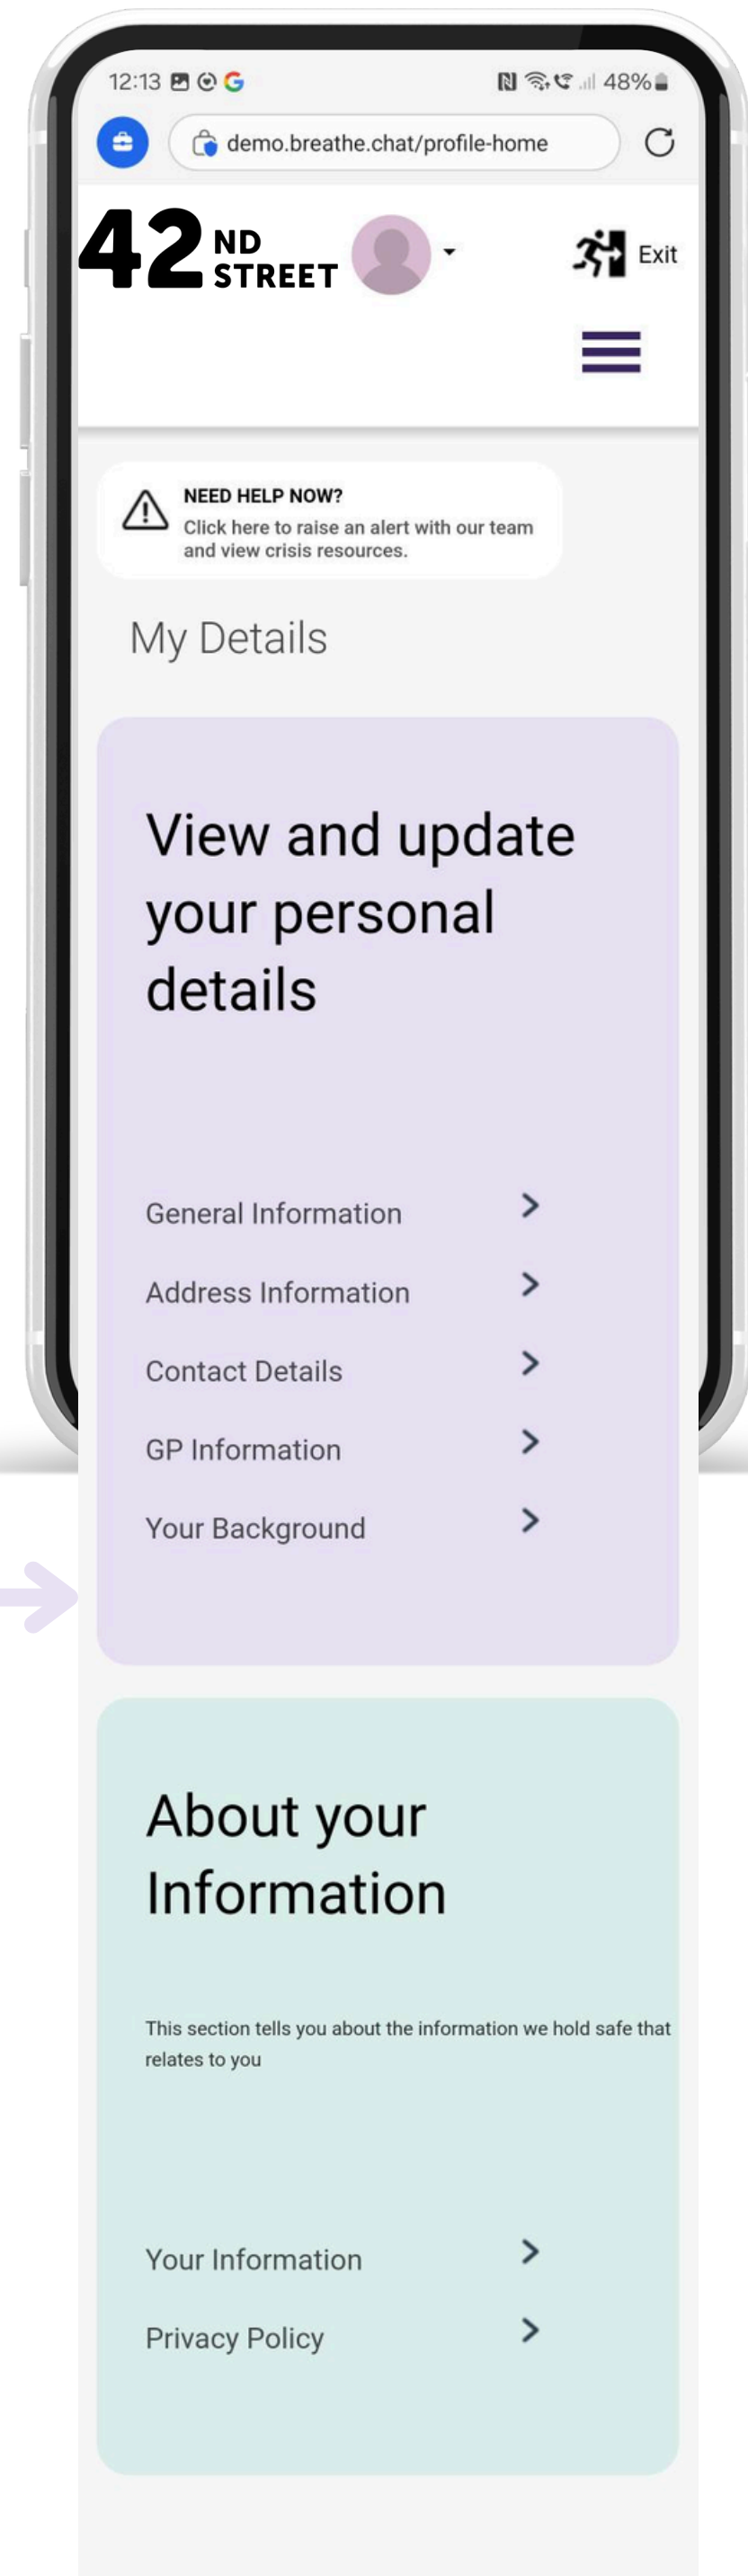 12:13
48%
demo.breathe.chat/profile-home
42 ND
STREET
Exit
NEED HELP NOW?
Click here to raise an alert with our team
and view crisis resources.
My Details
View and update
your personal
details
General Information
Address Information
Contact Details
GP Information
Your Background
About your
Information
This section tells you about the information we hold safe that
relates to you
Your Information
Privacy Policy